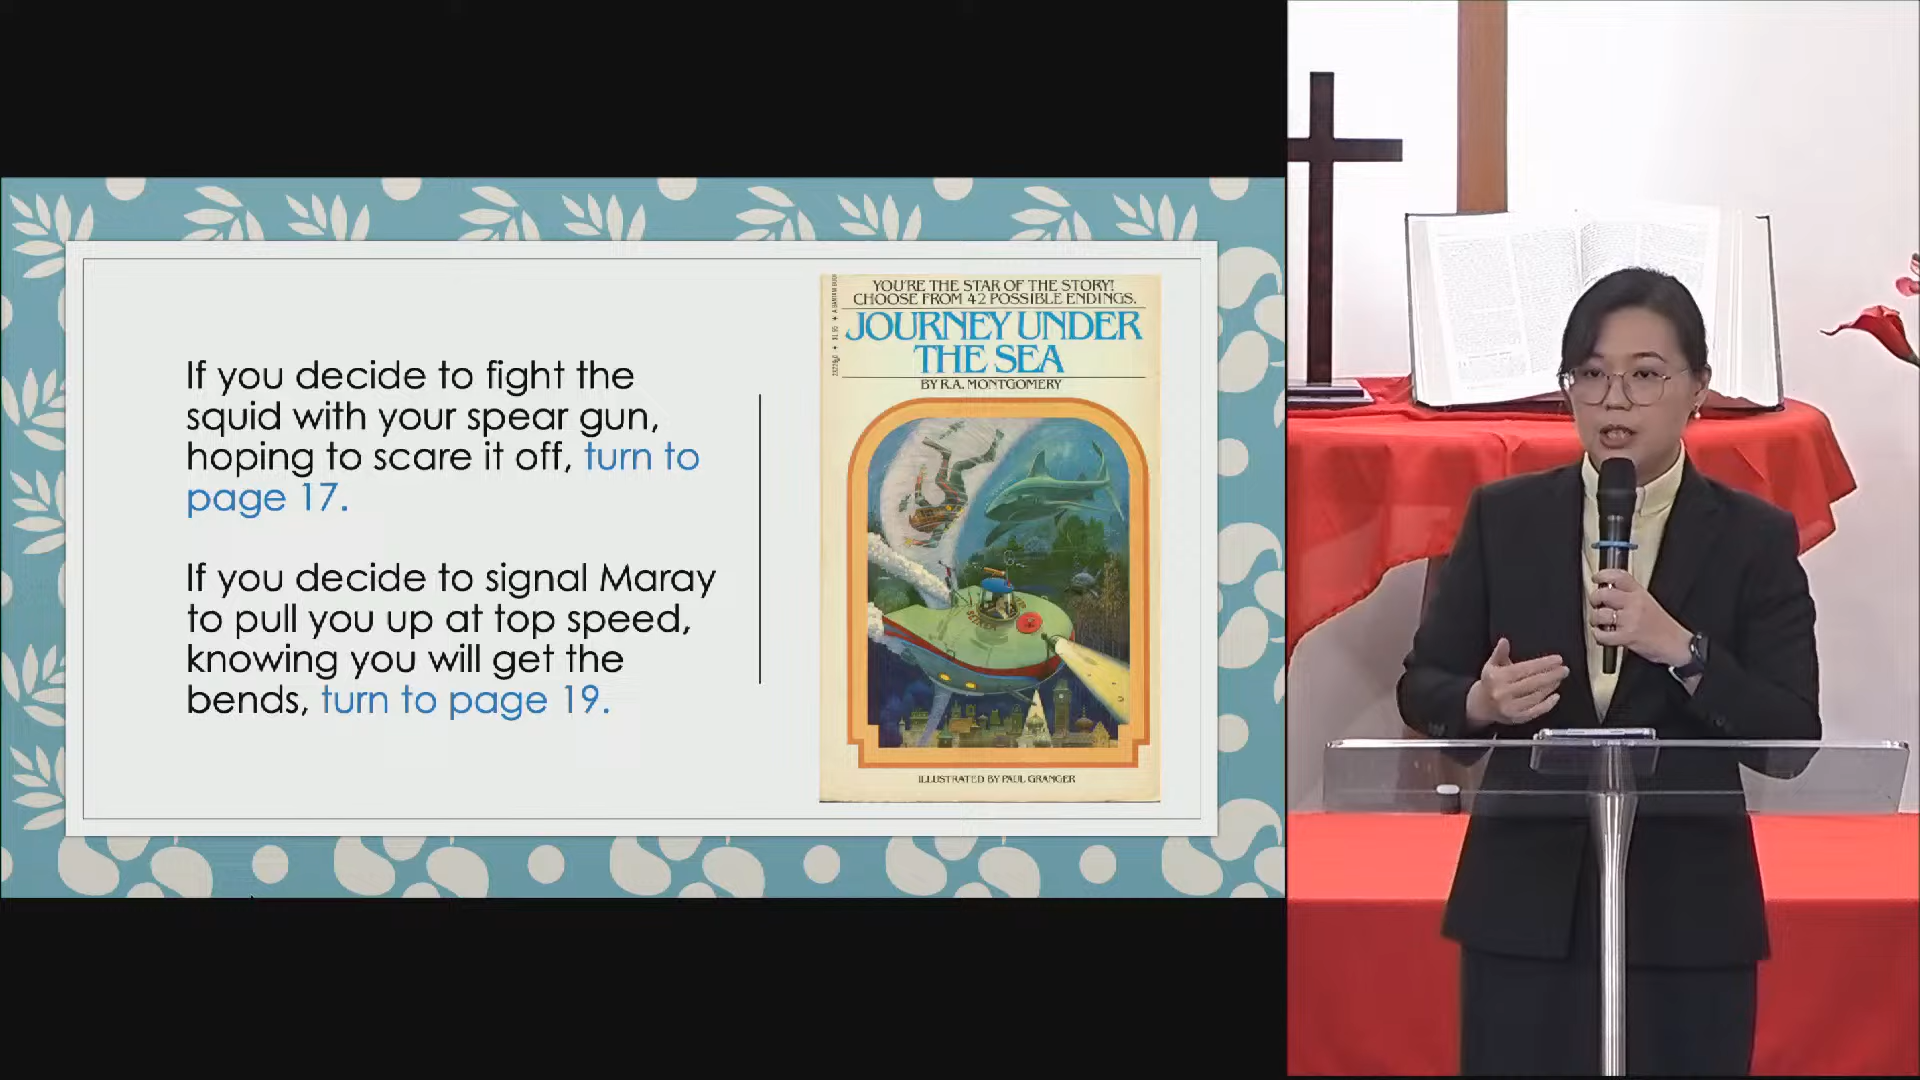 If you decide to fight the
squid with your spear gun,
hoping to scare it off, turn to
page 17.
If you decide to signal Maray
to pull you up at top speed,
knowing you will get the
bends, turn to page 19.
YOU'RE THE STAR OF THE STORY!
CHOOSE FROM 42 POSSIBLE ENDINGS.
JOURNEY UNDER
THE SEA
BY R.A. MONTGOMERY
ILLUSTRATED BY PAUL GRANGER